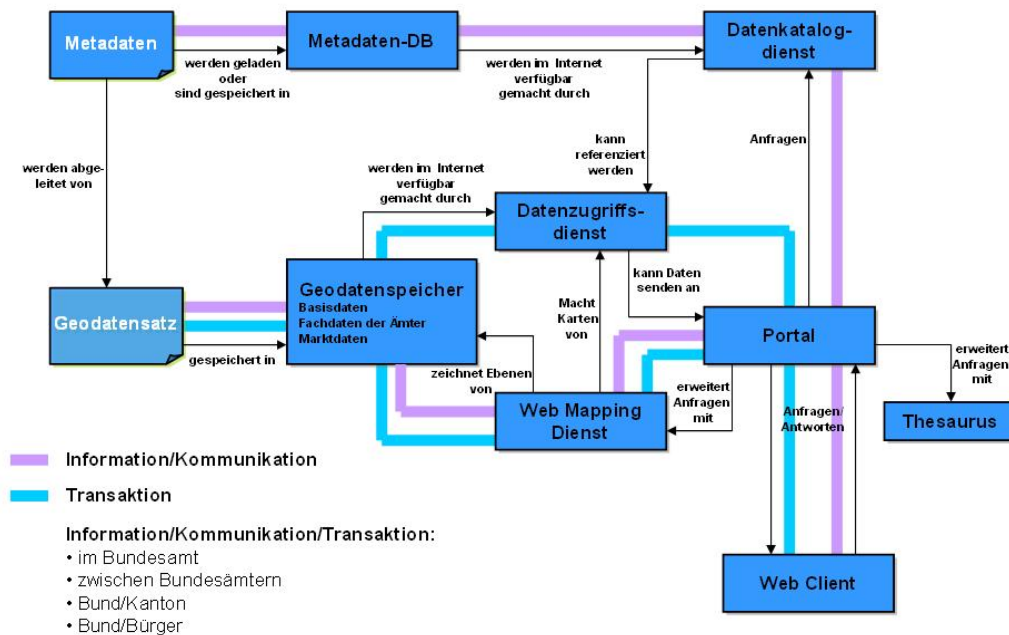 Metadaten
Metadaten-DB
Datenkatalog-
dienst
werden geladen
oder
sind gespeichert in
werden im Internet
verfügbar
gemacht durch
kann
referenziert
werden
Anfragen
werden abge-
leitet von
werden im Internet
verfügbar
gemacht durch
Datenzugriffs-
dienst
kann Daten
senden an
Geodatensatz
Geodatenspeicher
Basisdaten
Fachdaten der Ämter
Marktdaten
Macht
Karten
von
Portal
gespeichert in
zeichnet Ebenen
von
erweitert
Anfragen
mit
erweitert
Anfragen
mit
Web Mapping
Dienst
Anfragen/
Antworten
Thesaurus
Information/Kommunikation
Transaktion
Information/Kommunikation/Transaktion:
• im Bundesamt
• zwischen Bundesämtern
• Bund/Kanton
• Bund/Bürger
Web Client